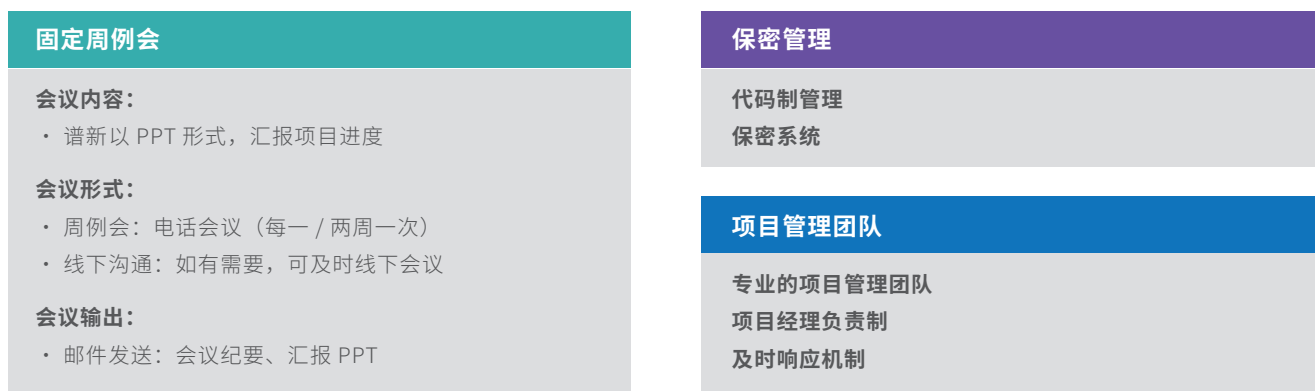 固定周例会
会议内容：
· 谱新以 PPT 形式，汇报项目进度
会议形式：
· 周例会：电话会议（每一 / 两周一次）
· 线下沟通：如有需要，可及时线下会议
会议输出：
· 邮件发送：会议纪要、汇报 PPT
保密管理
代码制管理
保密系统
项目管理团队
专业的项目管理团队
项目经理负责制
及时响应机制